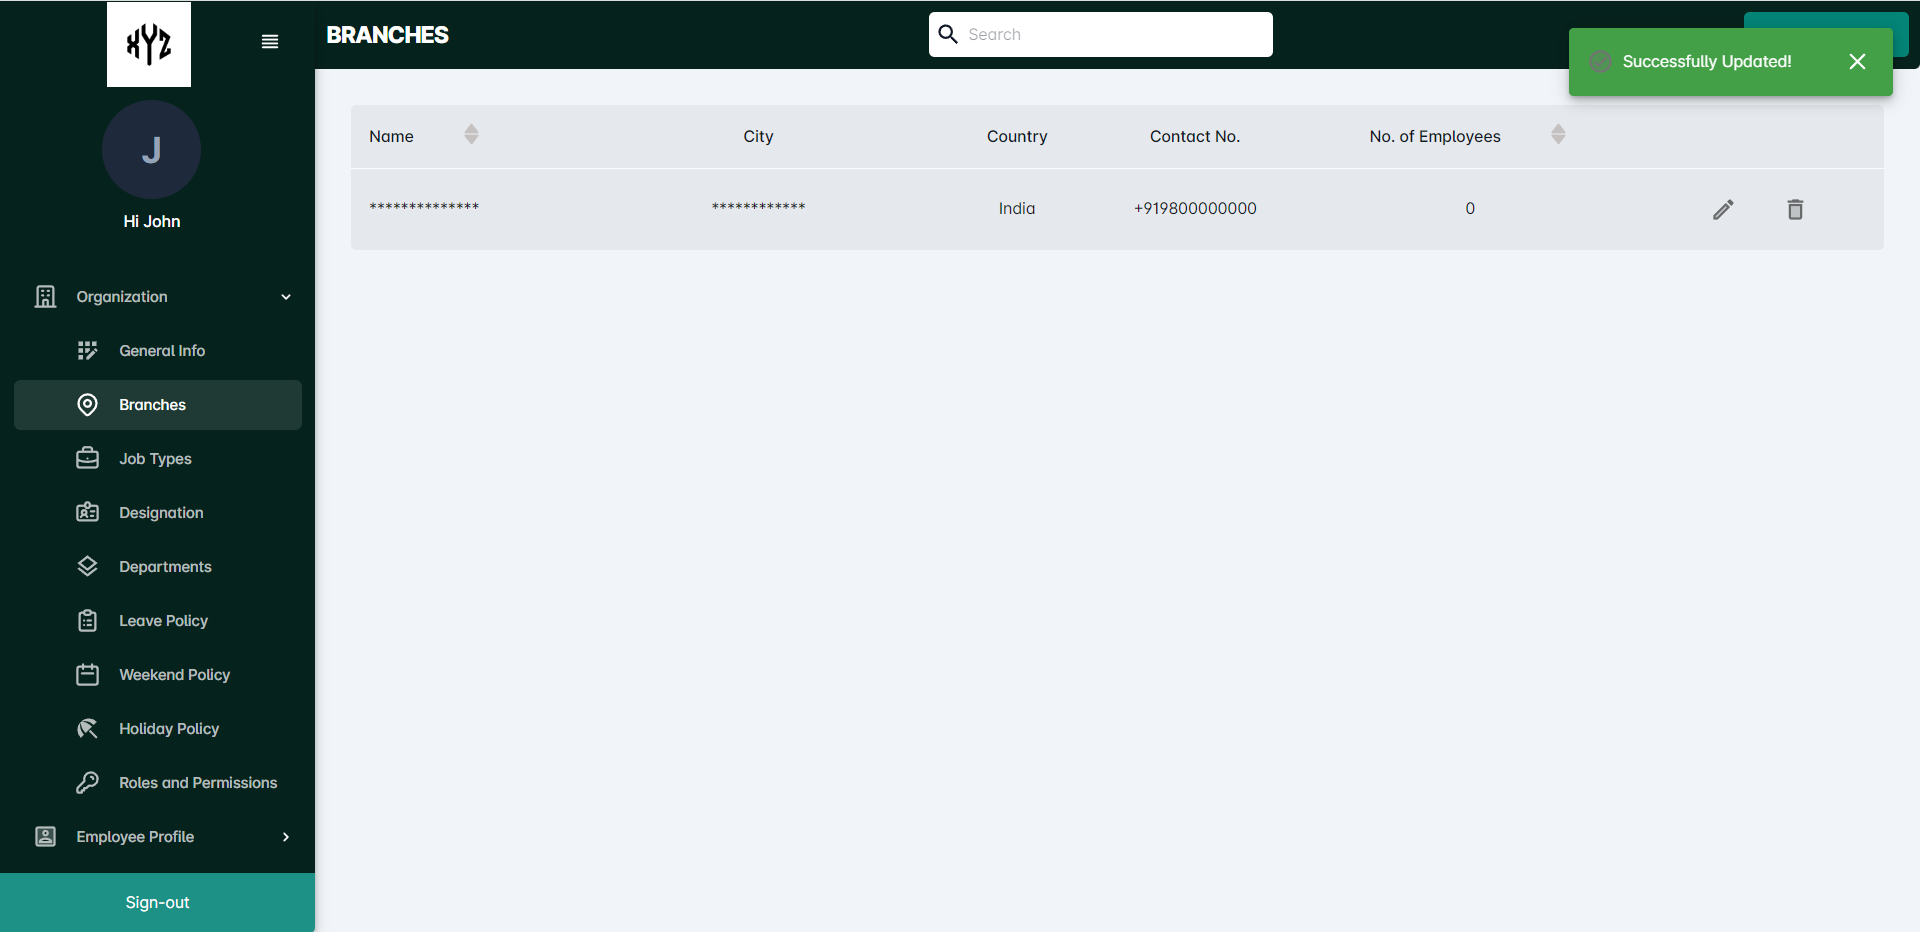 XYZ
BRANCHES
Search
Successfully Updated!
J
Hi John
Name
City
Country
Contact No.
No. of Employees
**************
************
India
+919800000000
0
Organization
General Info
Branches
Job Types
Designation
Departments
Leave Policy
Weekend Policy
Holiday Policy
Roles and Permissions
Employee Profile
Sign-out